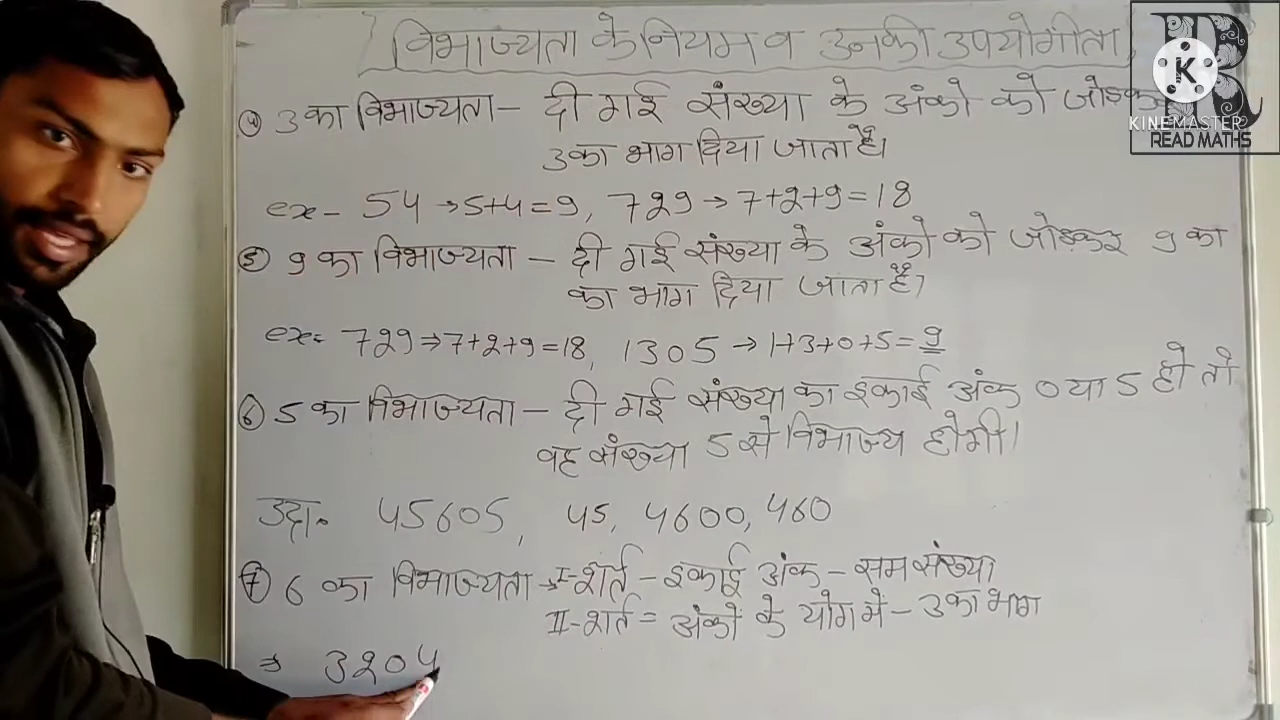 विभाज्यता के नियम व उनकी उपयोगीता
④ 3 का विभाज्यता - दी गई संख्या के अंको को जोड़कर
3 का भाग दिया जाता है।
ex - 54 → 5+4=9, 729 → 7+2+9=18
⑤ 9 का विभाज्यता - दी गई संख्या के अंको को जोड़कर 9 का
का भाग दिया जाता है।
ex - 729 ⇒ 7+2+9=18, 1305 → 1+3+0+5=9
⑥ 5 का विभाज्यता - दी गई संख्या का इकाई अंक 0 या 5 हो तो
वह संख्या 5 से विभाज्य होगी।
उदा. 45605, 45, 4600, 460
⑦ 6 का विभाज्यता → I-शर्त - इकाई अंक - सम संख्या
II-शर्त = अंकों के योग में - 3 का भाग
⇒ 3204
K
KINEMASTER
READ MATHS